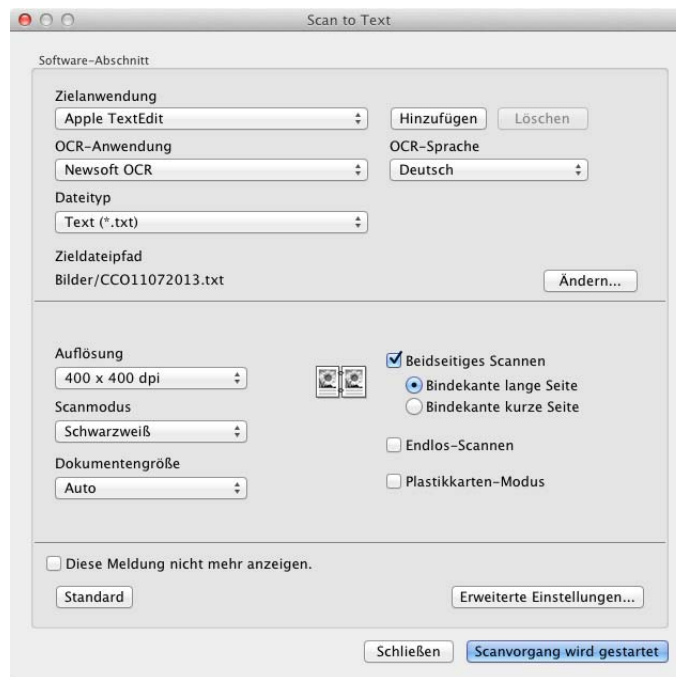 Scan to Text
Software-Abschnitt
Zielanwendung
Apple TextEdit
Hinzufügen
Löschen
OCR-Anwendung
OCR-Sprache
Newsoft OCR
Deutsch
Dateityp
Text (*.txt)
Zieldateipfad
Bilder/CCO11072013.txt
Ändern...
Auflösung
400 x 400 dpi
Scanmodus
Schwarzweiß
Dokumentengröße
Auto
Beidseitiges Scannen
Bindekante lange Seite
Bindekante kurze Seite
Endlos-Scannen
Plastikkarten-Modus
Diese Meldung nicht mehr anzeigen.
Standard
Erweiterte Einstellungen...
Schließen
Scanvorgang wird gestartet